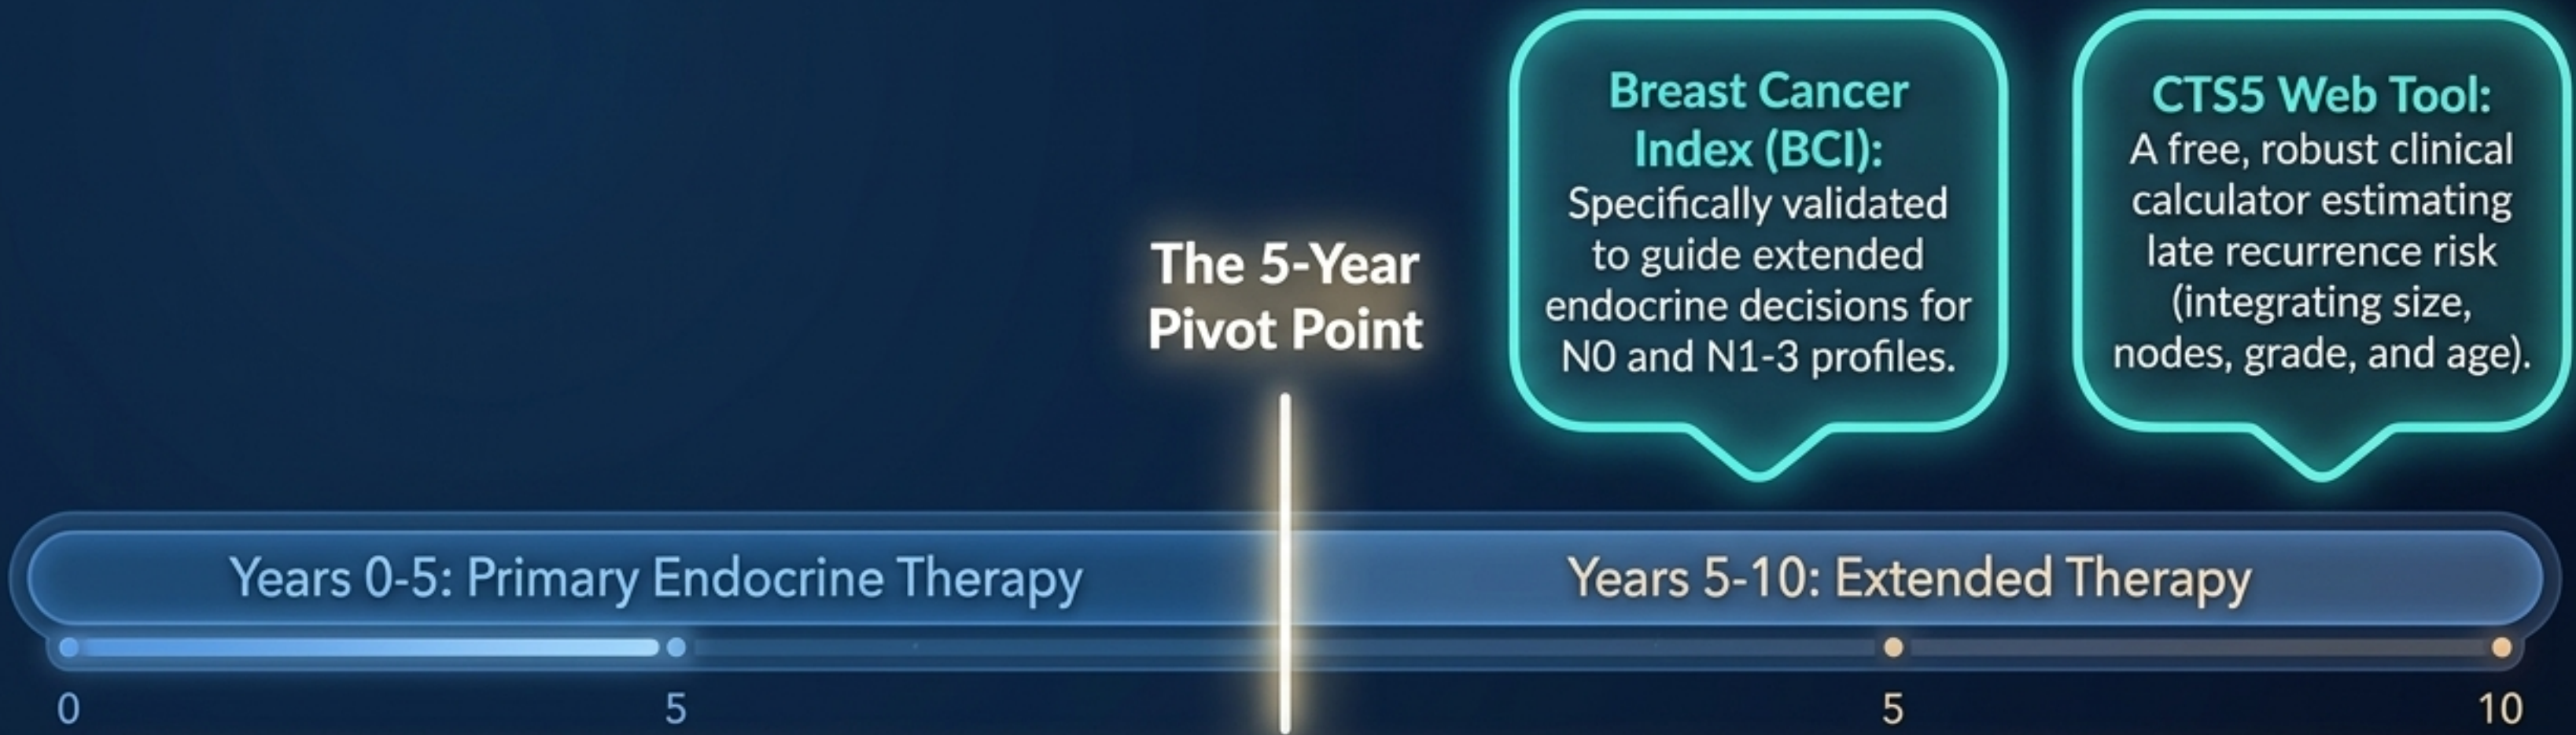 Breast Cancer
Index (BCI):
Specifically validated
to guide extended
endocrine decisions for
N0 and N1-3 profiles.
CTS5 Web Tool:
A free, robust clinical
calculator estimating
late recurrence risk
(integrating size,
nodes, grade, and age).
The 5-Year
Pivot Point
Years 0-5: Primary Endocrine Therapy
Years 5-10: Extended Therapy
0
5
5
10